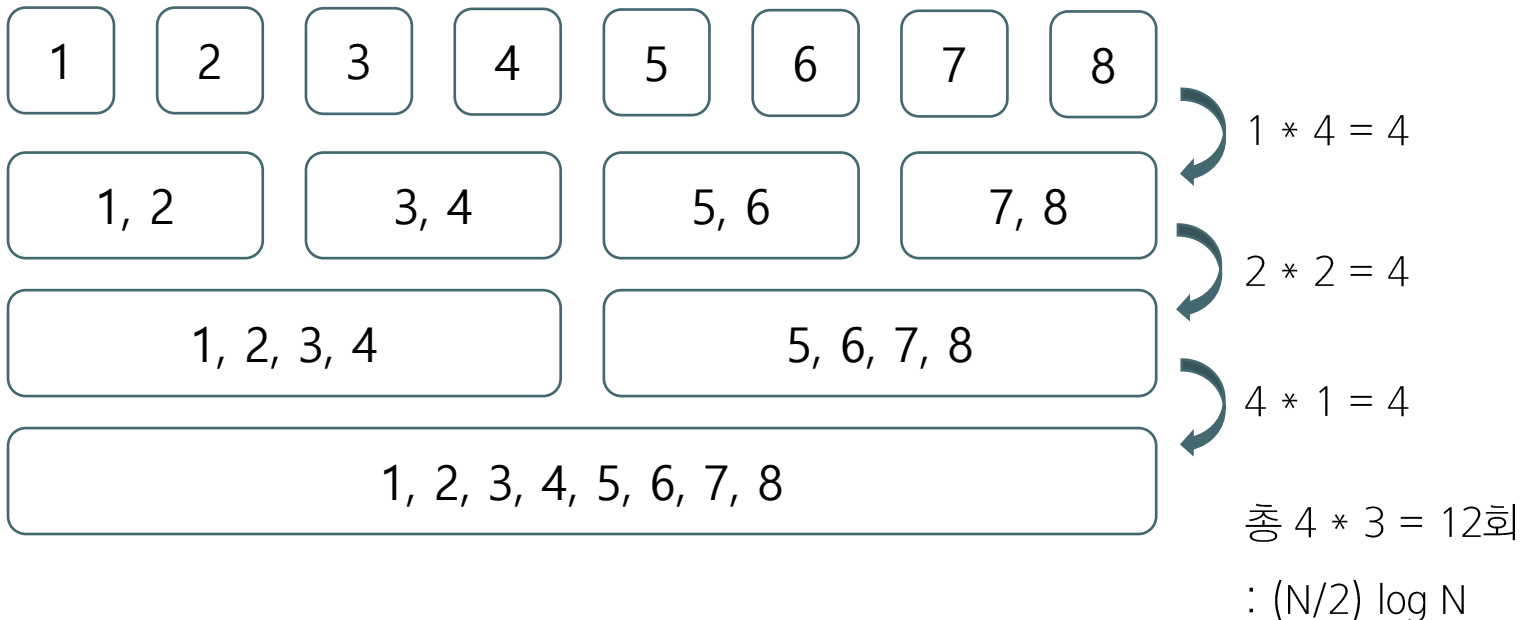 1 2 3 4 5 6 7 8
1 * 4 = 4
1, 2 3, 4 5, 6 7, 8
2 * 2 = 4
1, 2, 3, 4 5, 6, 7, 8
4 * 1 = 4
1, 2, 3, 4, 5, 6, 7, 8
총 4 * 3 = 12회
: (N/2) log N